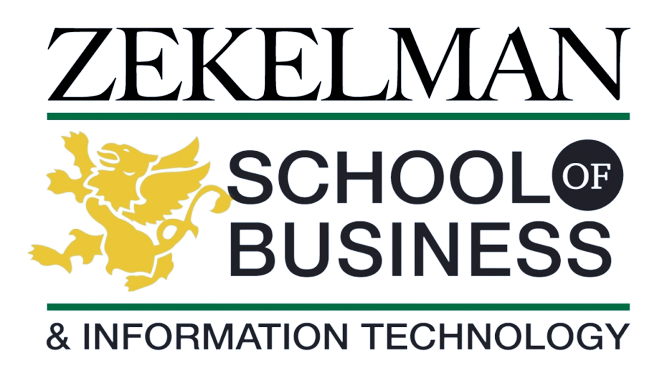 ZEKELMAN
SCHOOL OF
BUSINESS
& INFORMATION TECHNOLOGY